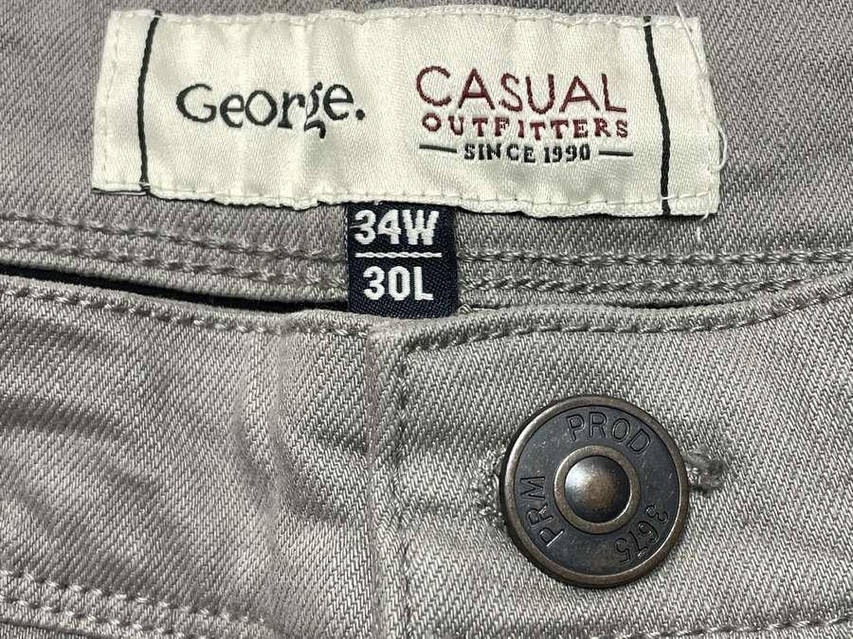 George.
CASUAL
OUTFITTERS
SINCE 1990
34W
30L
PROD
PRM
3675